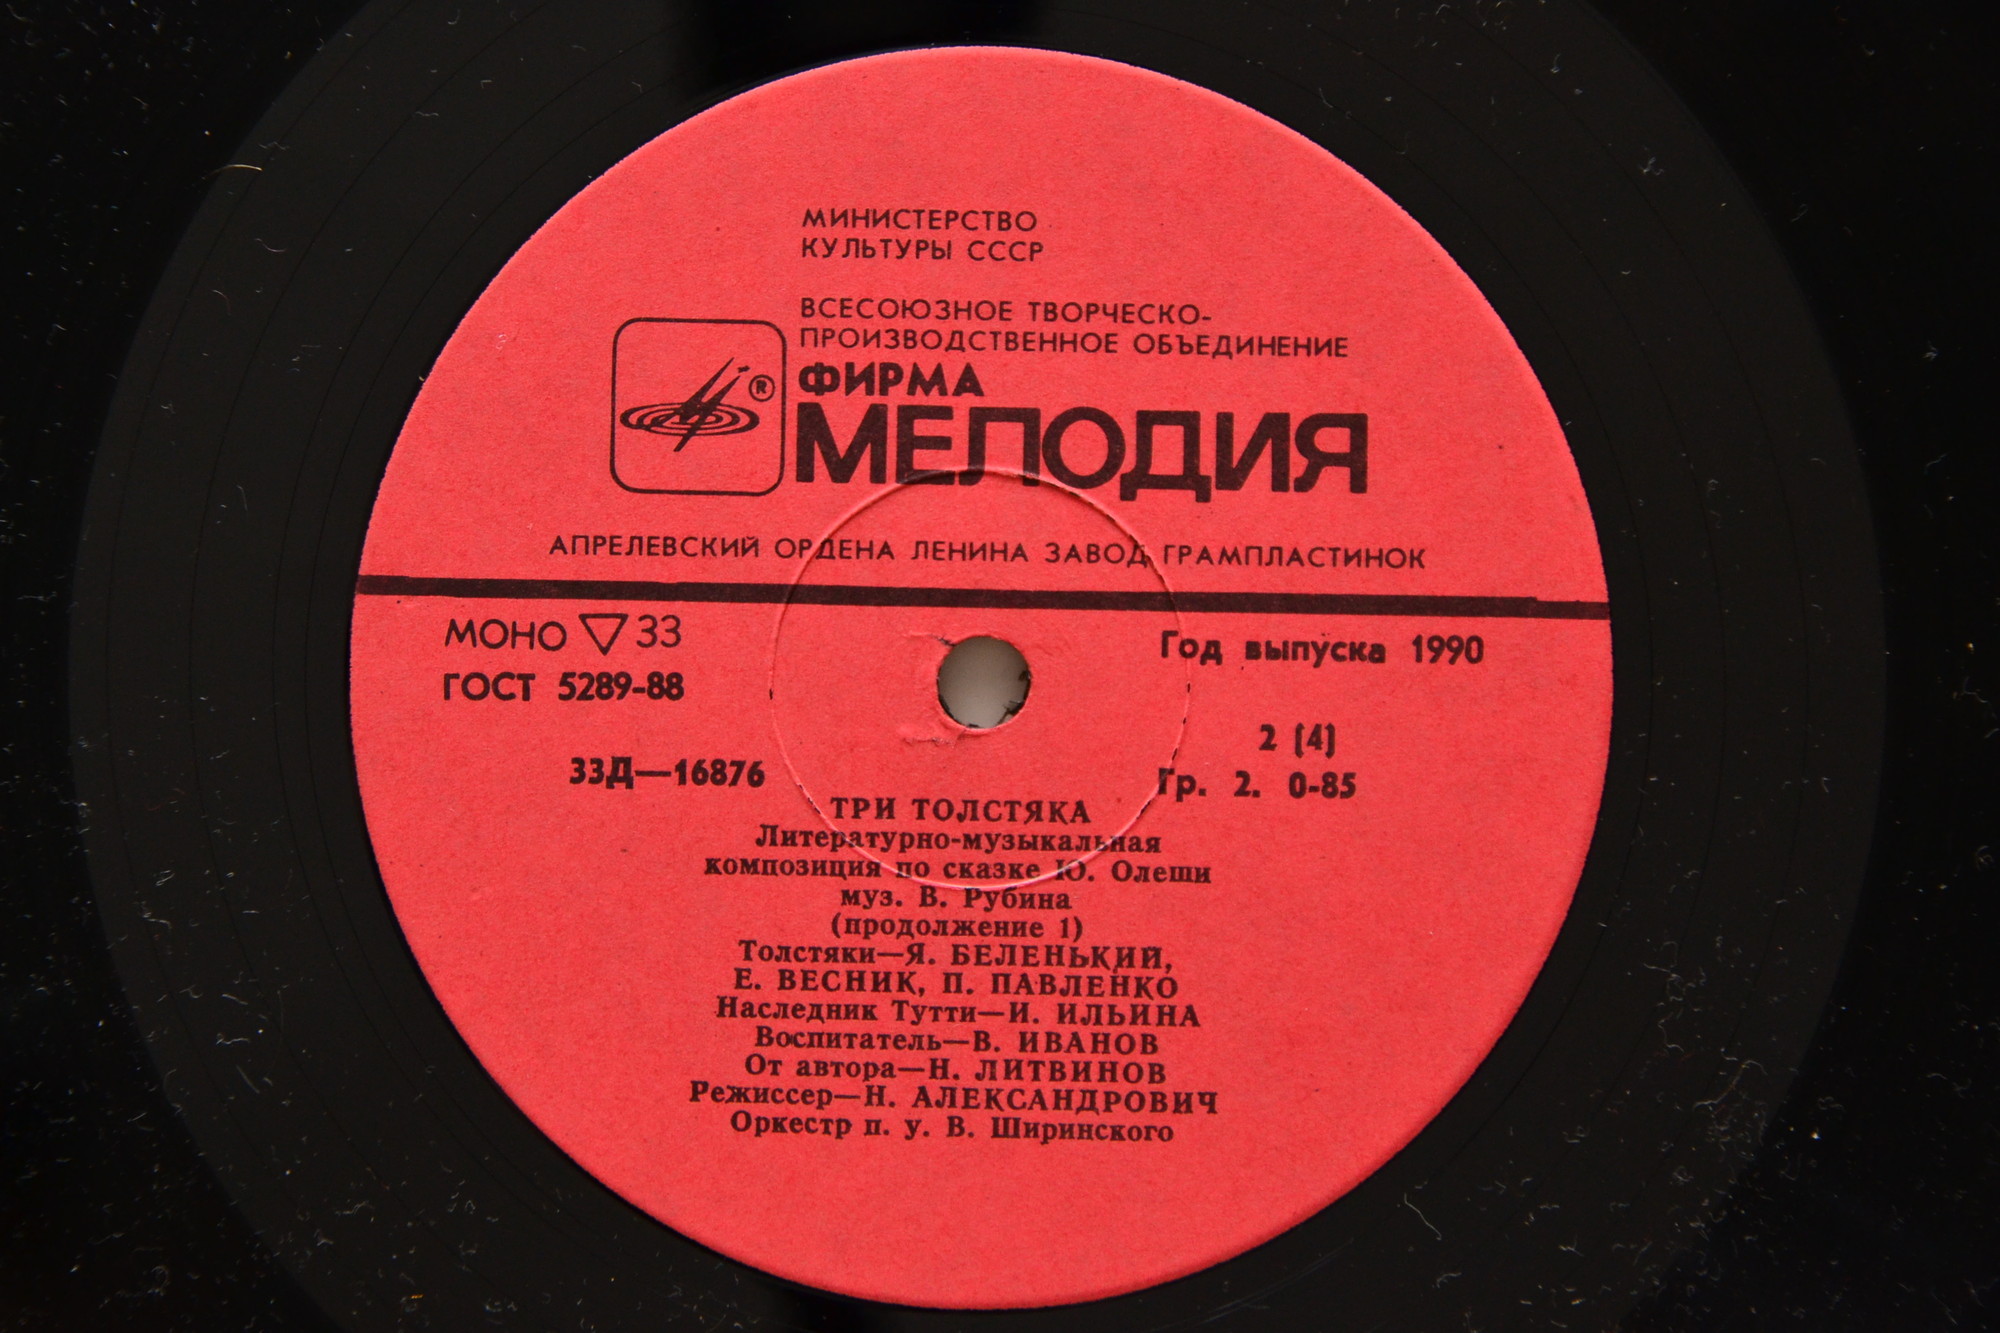 МИНИСТЕРСТВО
КУЛЬТУРЫ СССР
ВСЕСОЮЗНОЕ ТВОРЧЕСКО-
ПРОИЗВОДСТВЕННОЕ ОБЪЕДИНЕНИЕ
®
ФИРМА
МЕЛОДИЯ
АПРЕЛЕВСКИЙ ОРДЕНА ЛЕНИНА ЗАВОД ГРАМПЛАСТИНОК
МОНО ▽ 33
ГОСТ 5289-88
Год выпуска 1990
2 (4)
33Д—16876
Гр. 2. 0-85
ТРИ ТОЛСТЯКА
Литературно-музыкальная
композиция по сказке Ю. Олеши
муз. В. Рубина
(продолжение 1)
Толстяки—Я. БЕЛЕНЬКИЙ,
Е. ВЕСНИК, П. ПАВЛЕНКО
Наследник Тутти—И. ИЛЬИНА
Воспитатель—В. ИВАНОВ
От автора—Н. ЛИТВИНОВ
Режиссер—Н. АЛЕКСАНДРОВИЧ
Оркестр п. у. В. Ширинского